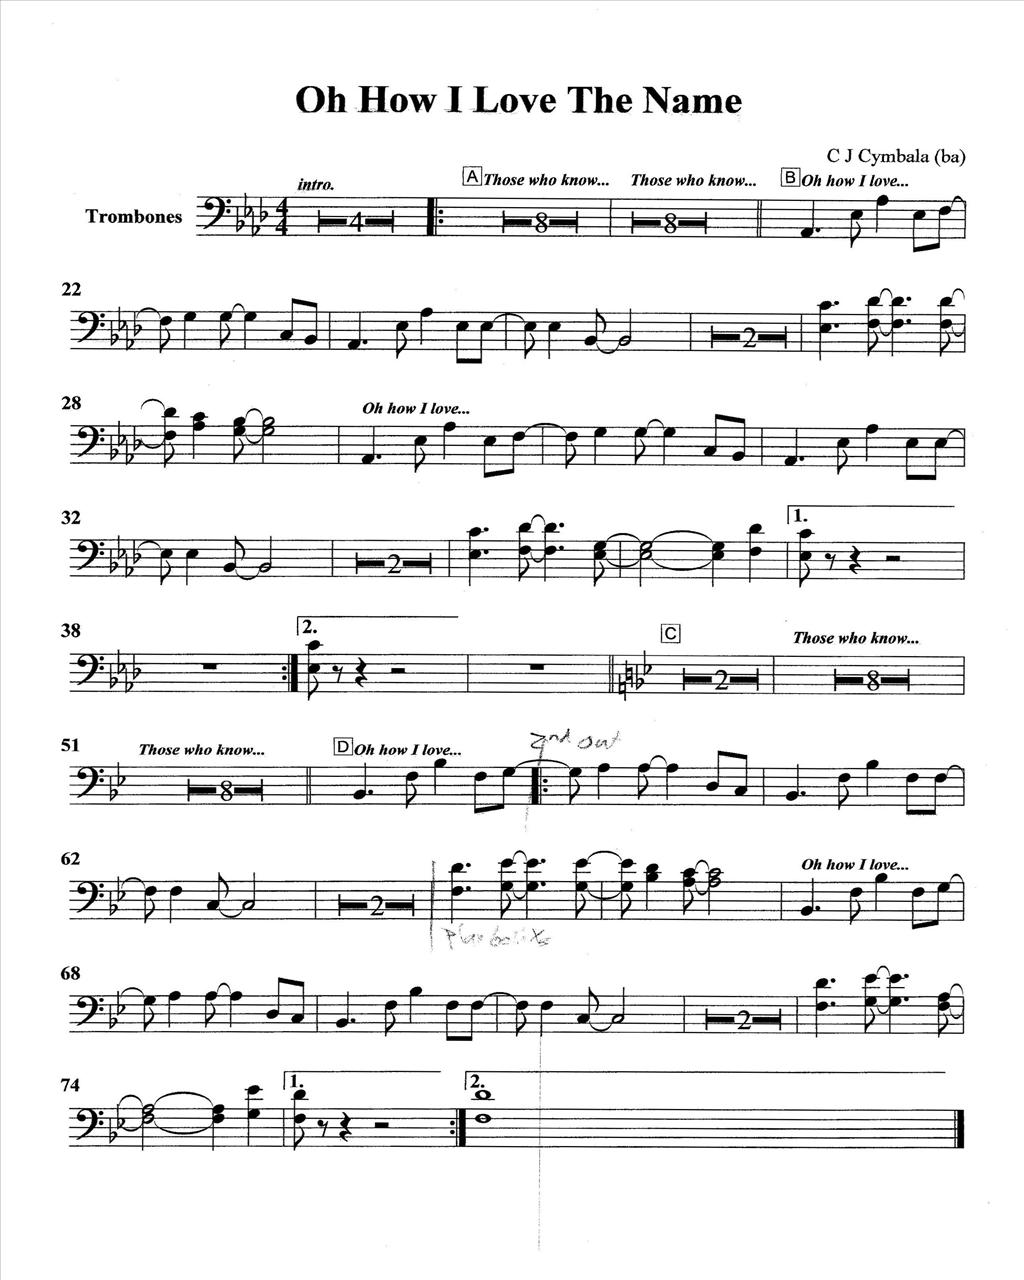 Oh How I Love The Name
C J Cymbala (ba)
intro. A Those who know... Those who know... B Oh how I love...
Trombones 4 4 4 8 8
22
2
28
Oh how I love...
32
1.
2
38
2.
C
Those who know...
2 8
51
Those who know... D Oh how I love...
2nd out
8
62
Oh how I love...
2
68
2
74
1. 2.